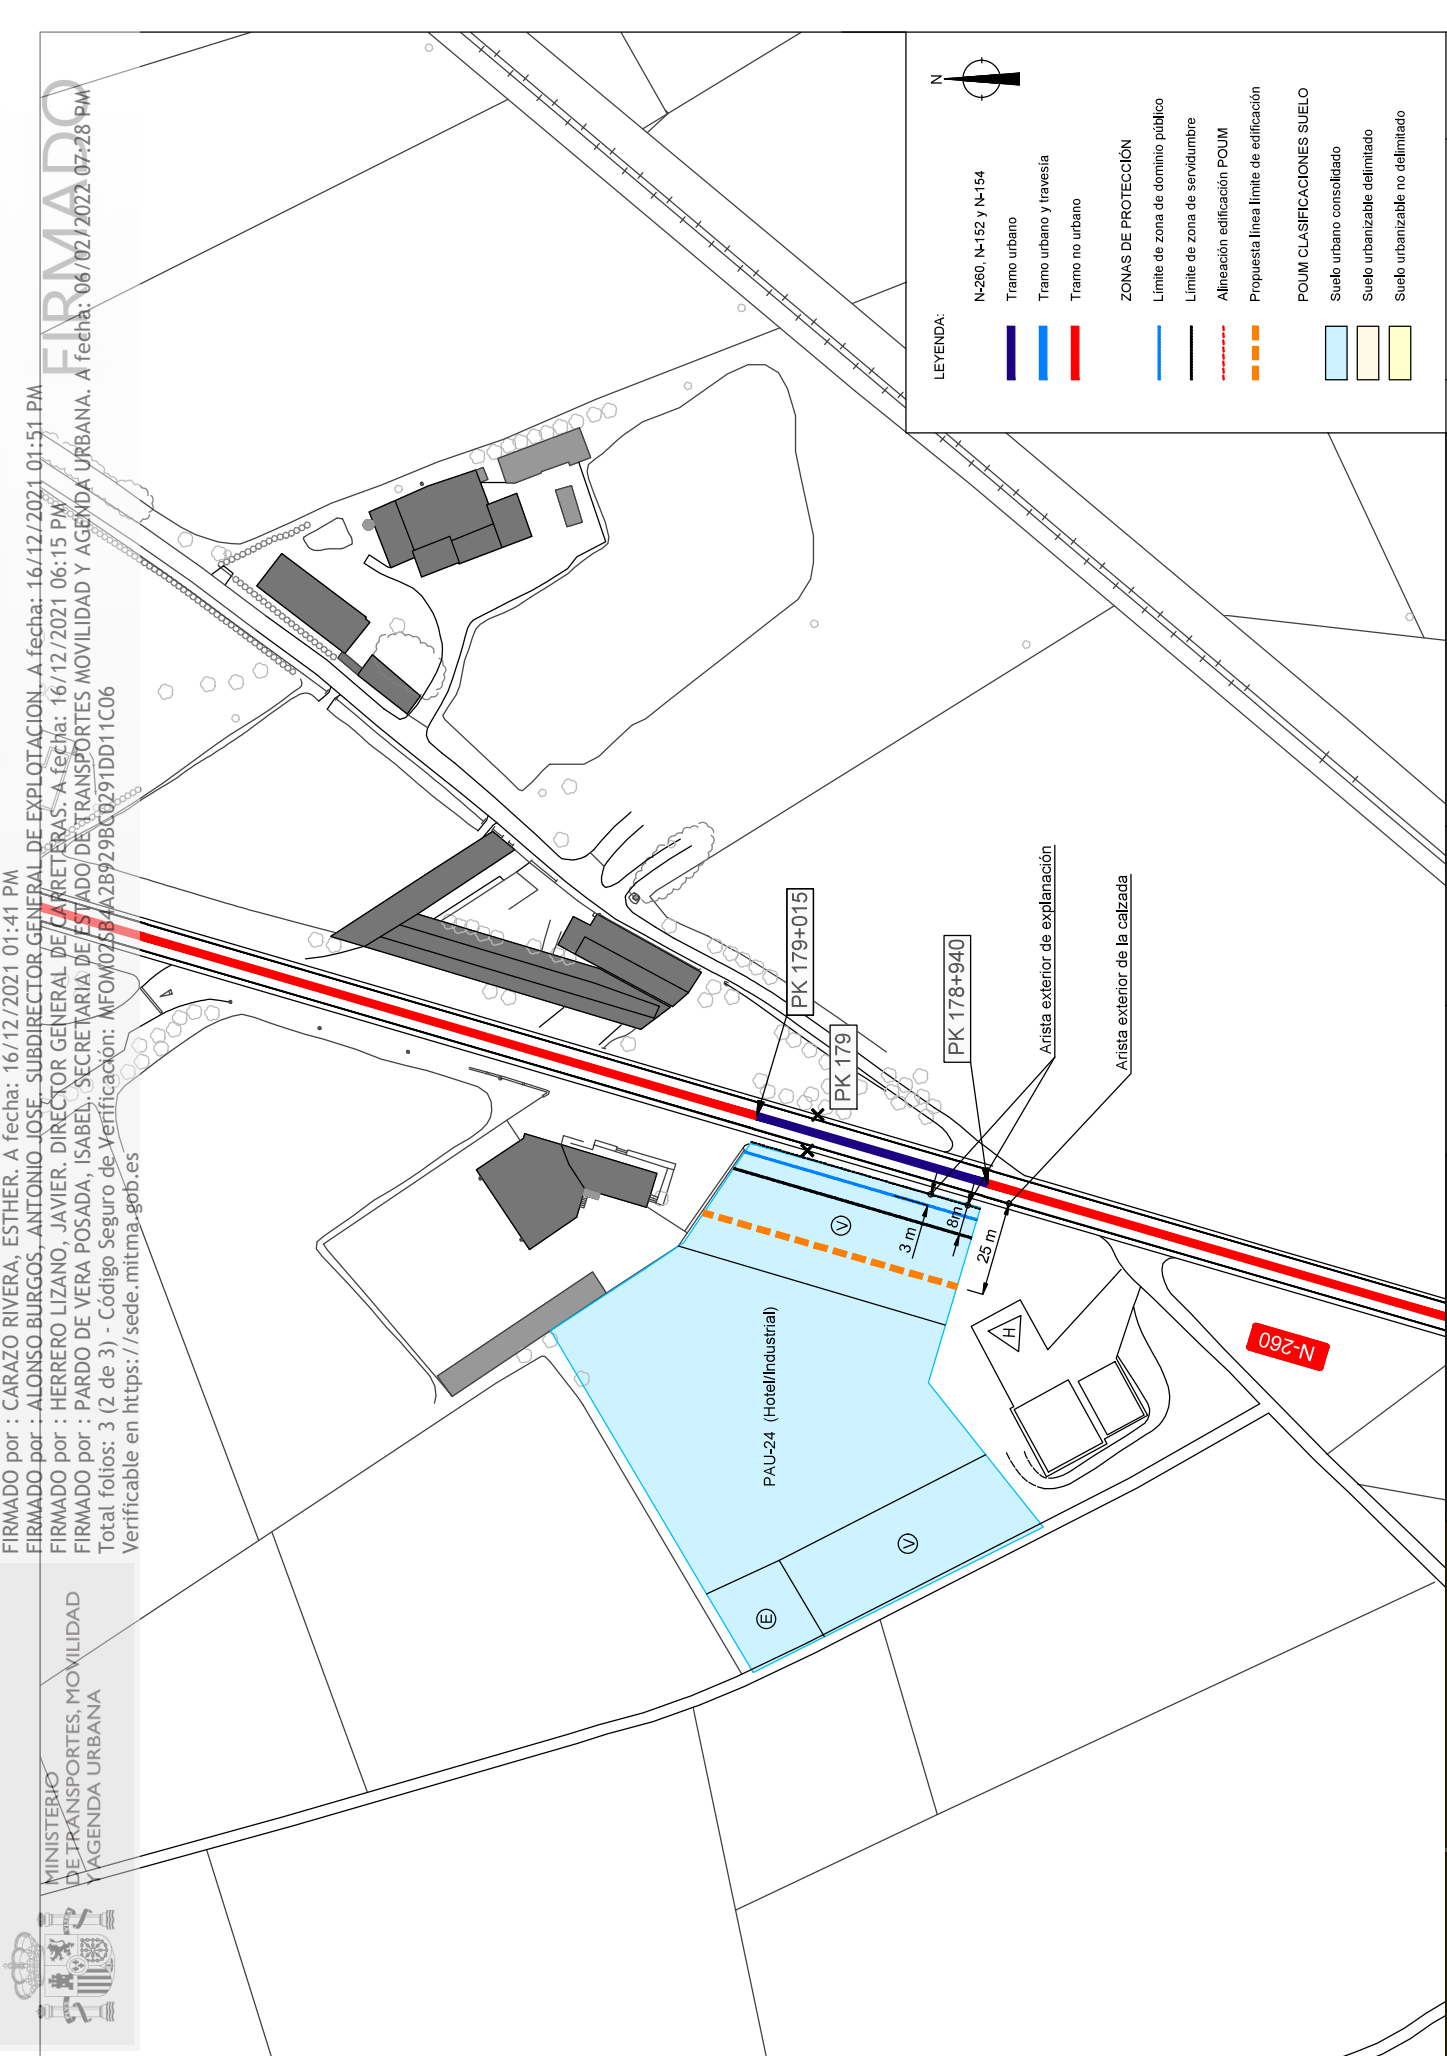 FIRMADO por : CARAZO RIVERA, ESTHER. A fecha: 16/12/2021 01:41 PM
FIRMADO por : ALONSO BURGOS, ANTONIO JOSE. SUBDIRECTOR GENERAL DE EXPLOTACION. A fecha: 16/12/2021 01:51 PM
FIRMADO por : HERRERO LIZANO, JAVIER. DIRECTOR GENERAL DE CARRETERAS. A fecha: 16/12/2021 06:15 PM
FIRMADO por : PARDO DE VERA POSADA, ISABEL. SECRETARIA DE ESTADO DE TRANSPORTES MOVILIDAD Y AGENDA URBANA. A fecha: 06/02/2022 07:28 PM
Total folios: 3 (2 de 3) - Código Seguro de Verificación: MFOM02SB4A2B929BC0291DD11C06
Verificable en https://sede.mitma.gob.es
FIRMADO
MINISTERIO
DE TRANSPORTES, MOVILIDAD
Y AGENDA URBANA
PK 179+015
PK 179
PK 178+940
Arista exterior de explanación
Arista exterior de la calzada
3 m
8m
25 m
V
PAU-24 (Hotel/Industrial)
H
V
E
N-260
N
LEYENDA:
N-260, N-152 y N-154
Tramo urbano
Tramo urbano y travesía
Tramo no urbano
ZONAS DE PROTECCIÓN
Límite de zona de dominio público
Límite de zona de servidumbre
Alineación edificación POUM
Propuesta línea límite de edificación
POUM CLASIFICACIONES SUELO
Suelo urbano consolidado
Suelo urbanizable delimitado
Suelo urbanizable no delimitado